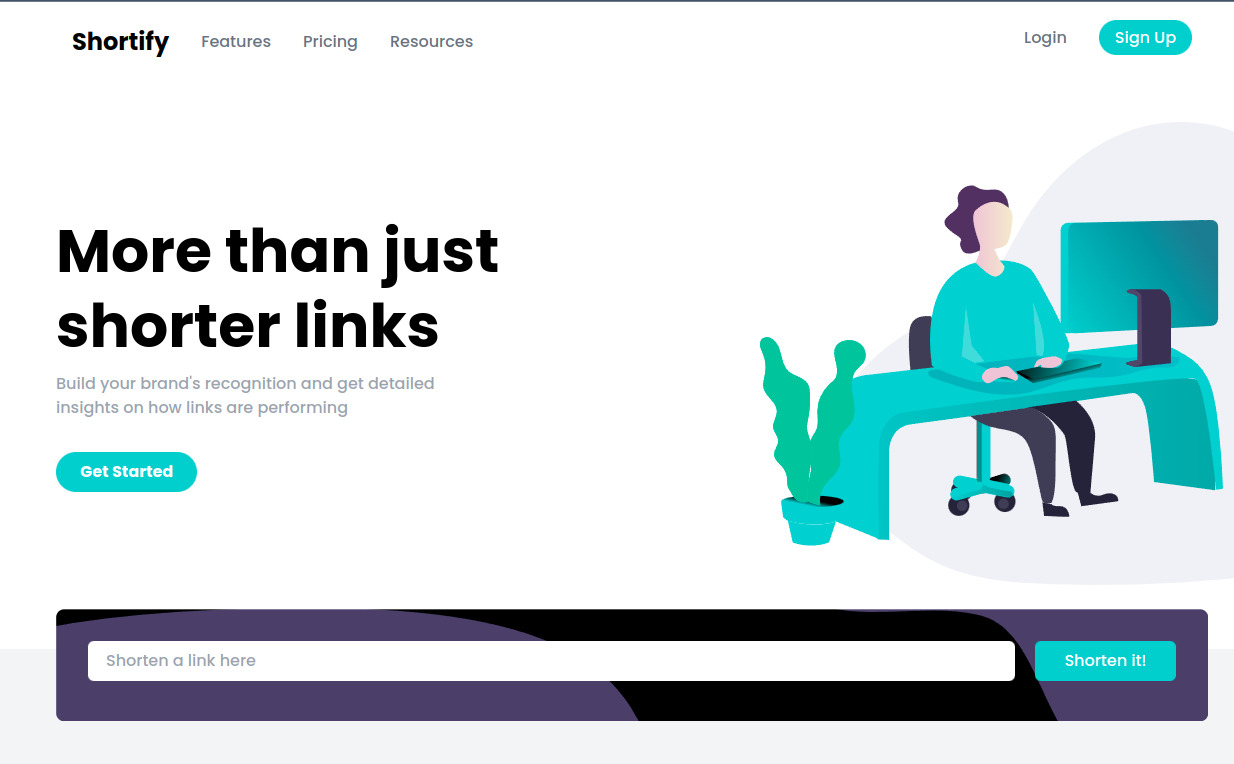 Shortify Features Pricing Resources Login Sign Up
More than just
shorter links
Build your brand's recognition and get detailed
insights on how links are performing
Get Started
Shorten a link here Shorten it!